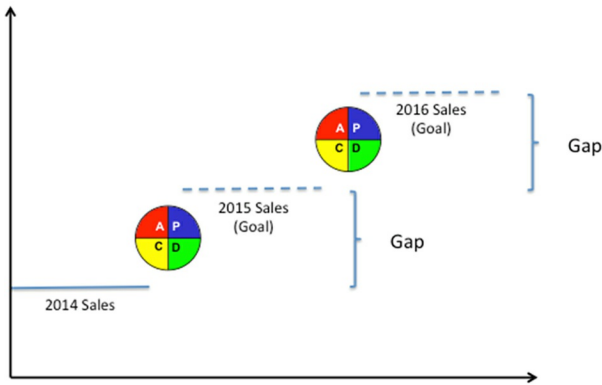 2016 Sales
(Goal)
A P
C D
Gap
2015 Sales
(Goal)
A P
C D
Gap
2014 Sales